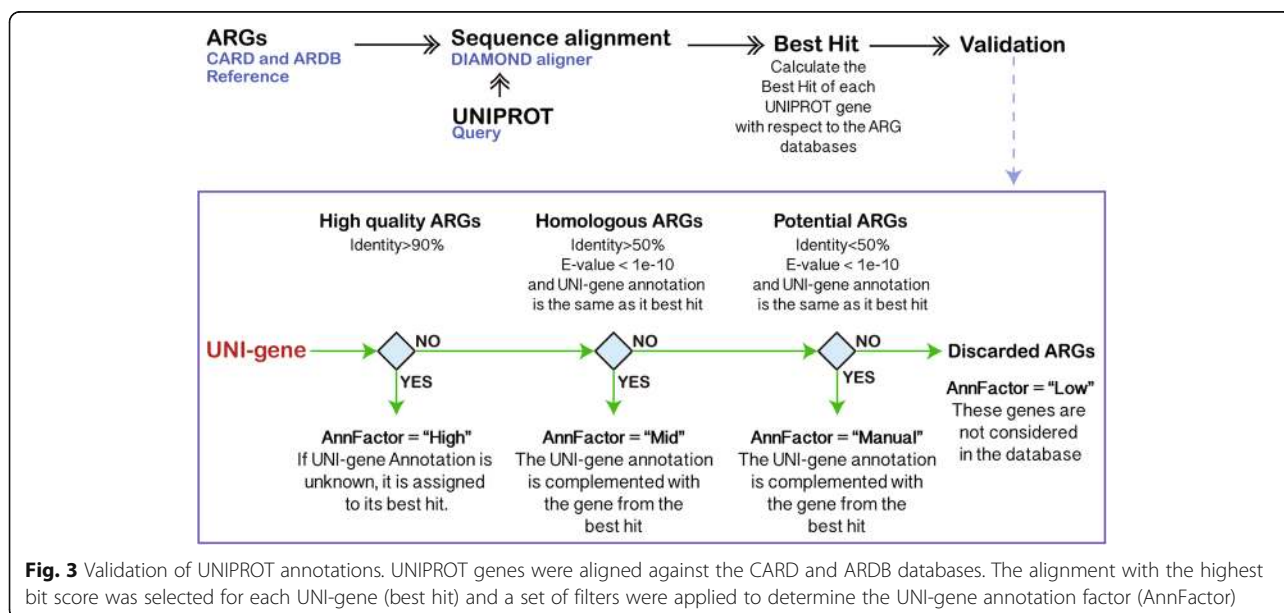 ARGs
CARD and ARDB
Reference
Sequence alignment
DIAMOND aligner
UNIPROT
Query
Best Hit
Calculate the
Best Hit of each
UNIPROT gene
with respect to the ARG
databases
Validation
High quality ARGs
Identity>90%
Homologous ARGs
Identity>50%
E-value < 1e-10
and UNI-gene annotation
is the same as it best hit
Potential ARGs
Identity<50%
E-value < 1e-10
and UNI-gene annotation
is the same as it best hit
UNI-gene
NO
YES
NO
YES
NO
YES
Discarded ARGs
AnnFactor = “High”
If UNI-gene Annotation is
unknown, it is assigned
to its best hit.
AnnFactor = “Mid”
The UNI-gene annotation
is complemented with
the gene from the
best hit
AnnFactor = “Manual”
The UNI-gene annotation
is complemented with
the gene from the
best hit
AnnFactor = “Low”
These genes are
not considered
in the database
Fig. 3 Validation of UNIPROT annotations. UNIPROT genes were aligned against the CARD and ARDB databases. The alignment with the highest
bit score was selected for each UNI-gene (best hit) and a set of filters were applied to determine the UNI-gene annotation factor (AnnFactor)